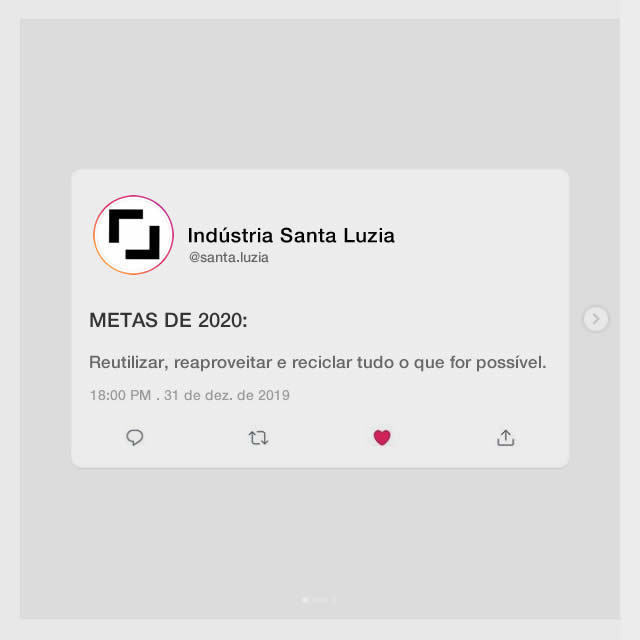 Indústria Santa Luzia
@santa.luzia
METAS DE 2020:
Reutilizar, reaproveitar e reciclar tudo o que for possível.
18:00 PM . 31 de dez. de 2019